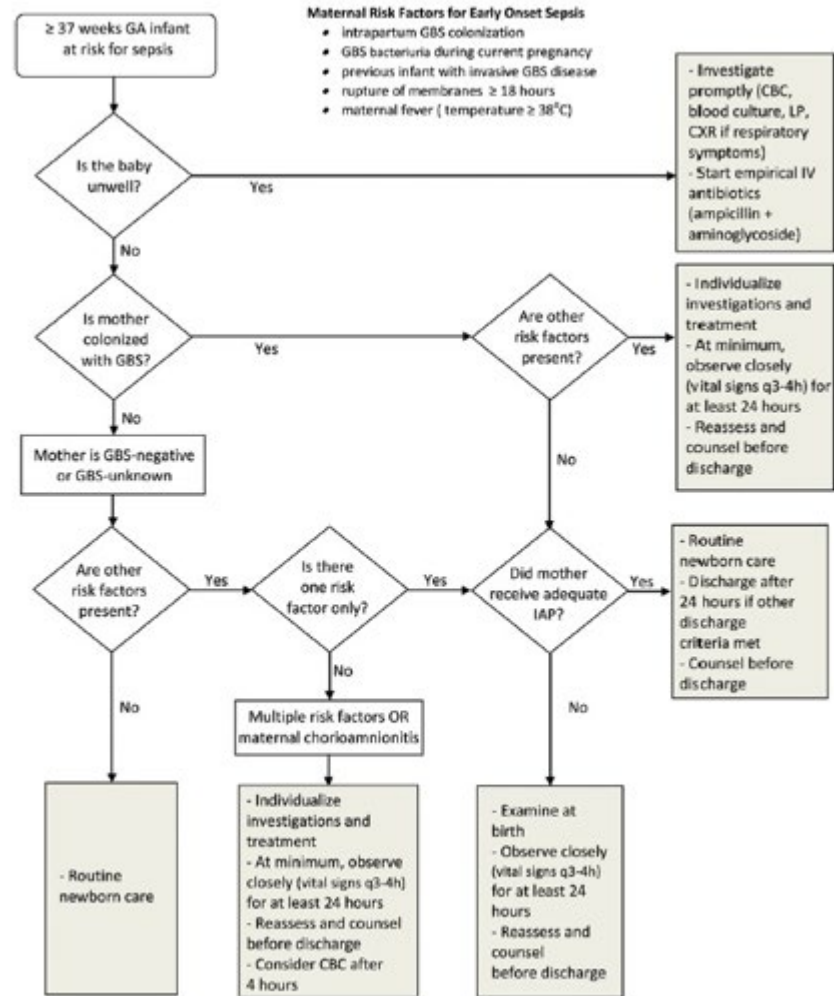 ≥ 37 weeks GA infant
at risk for sepsis
Maternal Risk Factors for Early Onset Sepsis
• intrapartum GBS colonization
• GBS bacteriuria during current pregnancy
• previous infant with invasive GBS disease
• rupture of membranes ≥ 18 hours
• maternal fever ( temperature ≥ 38⁰C)
Is the baby
unwell?
Yes
- Investigate
promptly (CBC,
blood culture, LP,
CXR if respiratory
symptoms)
- Start empirical IV
antibiotics
(ampicillin +
aminoglycoside)
No
Is mother
colonized
with GBS?
Yes
Are other
risk factors
present?
Yes
- Individualize
investigations and
treatment
- At minimum,
observe closely
(vital signs q3-4h) for
at least 24 hours
- Reassess and
counsel before
discharge
No
No
Mother is GBS-negative
or GBS-unknown
Are other
risk factors
present?
Yes
Is there
one risk
factor only?
Yes
Did mother
receive adequate
IAP?
Yes
- Routine
newborn care
- Discharge after
24 hours if other
discharge
criteria met
- Counsel before
discharge
No
No
No
Multiple risk factors OR
maternal chorioamnionitis
- Routine
newborn care
- Individualize
investigations and
treatment
- At minimum, observe
closely (vital signs q3-4h)
for at least 24 hours
- Reassess and counsel
before discharge
- Consider CBC after
4 hours
- Examine at
birth
- Observe closely
(vital signs q3-4h)
for at least 24
hours
- Reassess and
counsel
before discharge